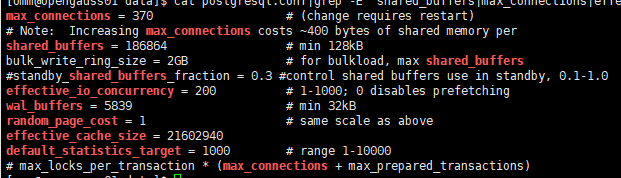 [omm@opengauss01 data]$ cat postgresql.conf|grep -E "shared_buffers|max_connections|effe
max_connections = 370 # (change requires restart)
# Note: Increasing max_connections costs ~400 bytes of shared memory per
shared_buffers = 186864 # min 128kB
bulk_write_ring_size = 2GB # for bulkload, max shared_buffers
#standby_shared_buffers_fraction = 0.3 #control shared buffers use in standby, 0.1-1.0
effective_io_concurrency = 200 # 1-1000; 0 disables prefetching
wal_buffers = 5839 # min 32kB
random_page_cost = 1 # same scale as above
effective_cache_size = 21602940
default_statistics_target = 1000 # range 1-10000
# max_locks_per_transaction * (max_connections + max_prepared_transactions)